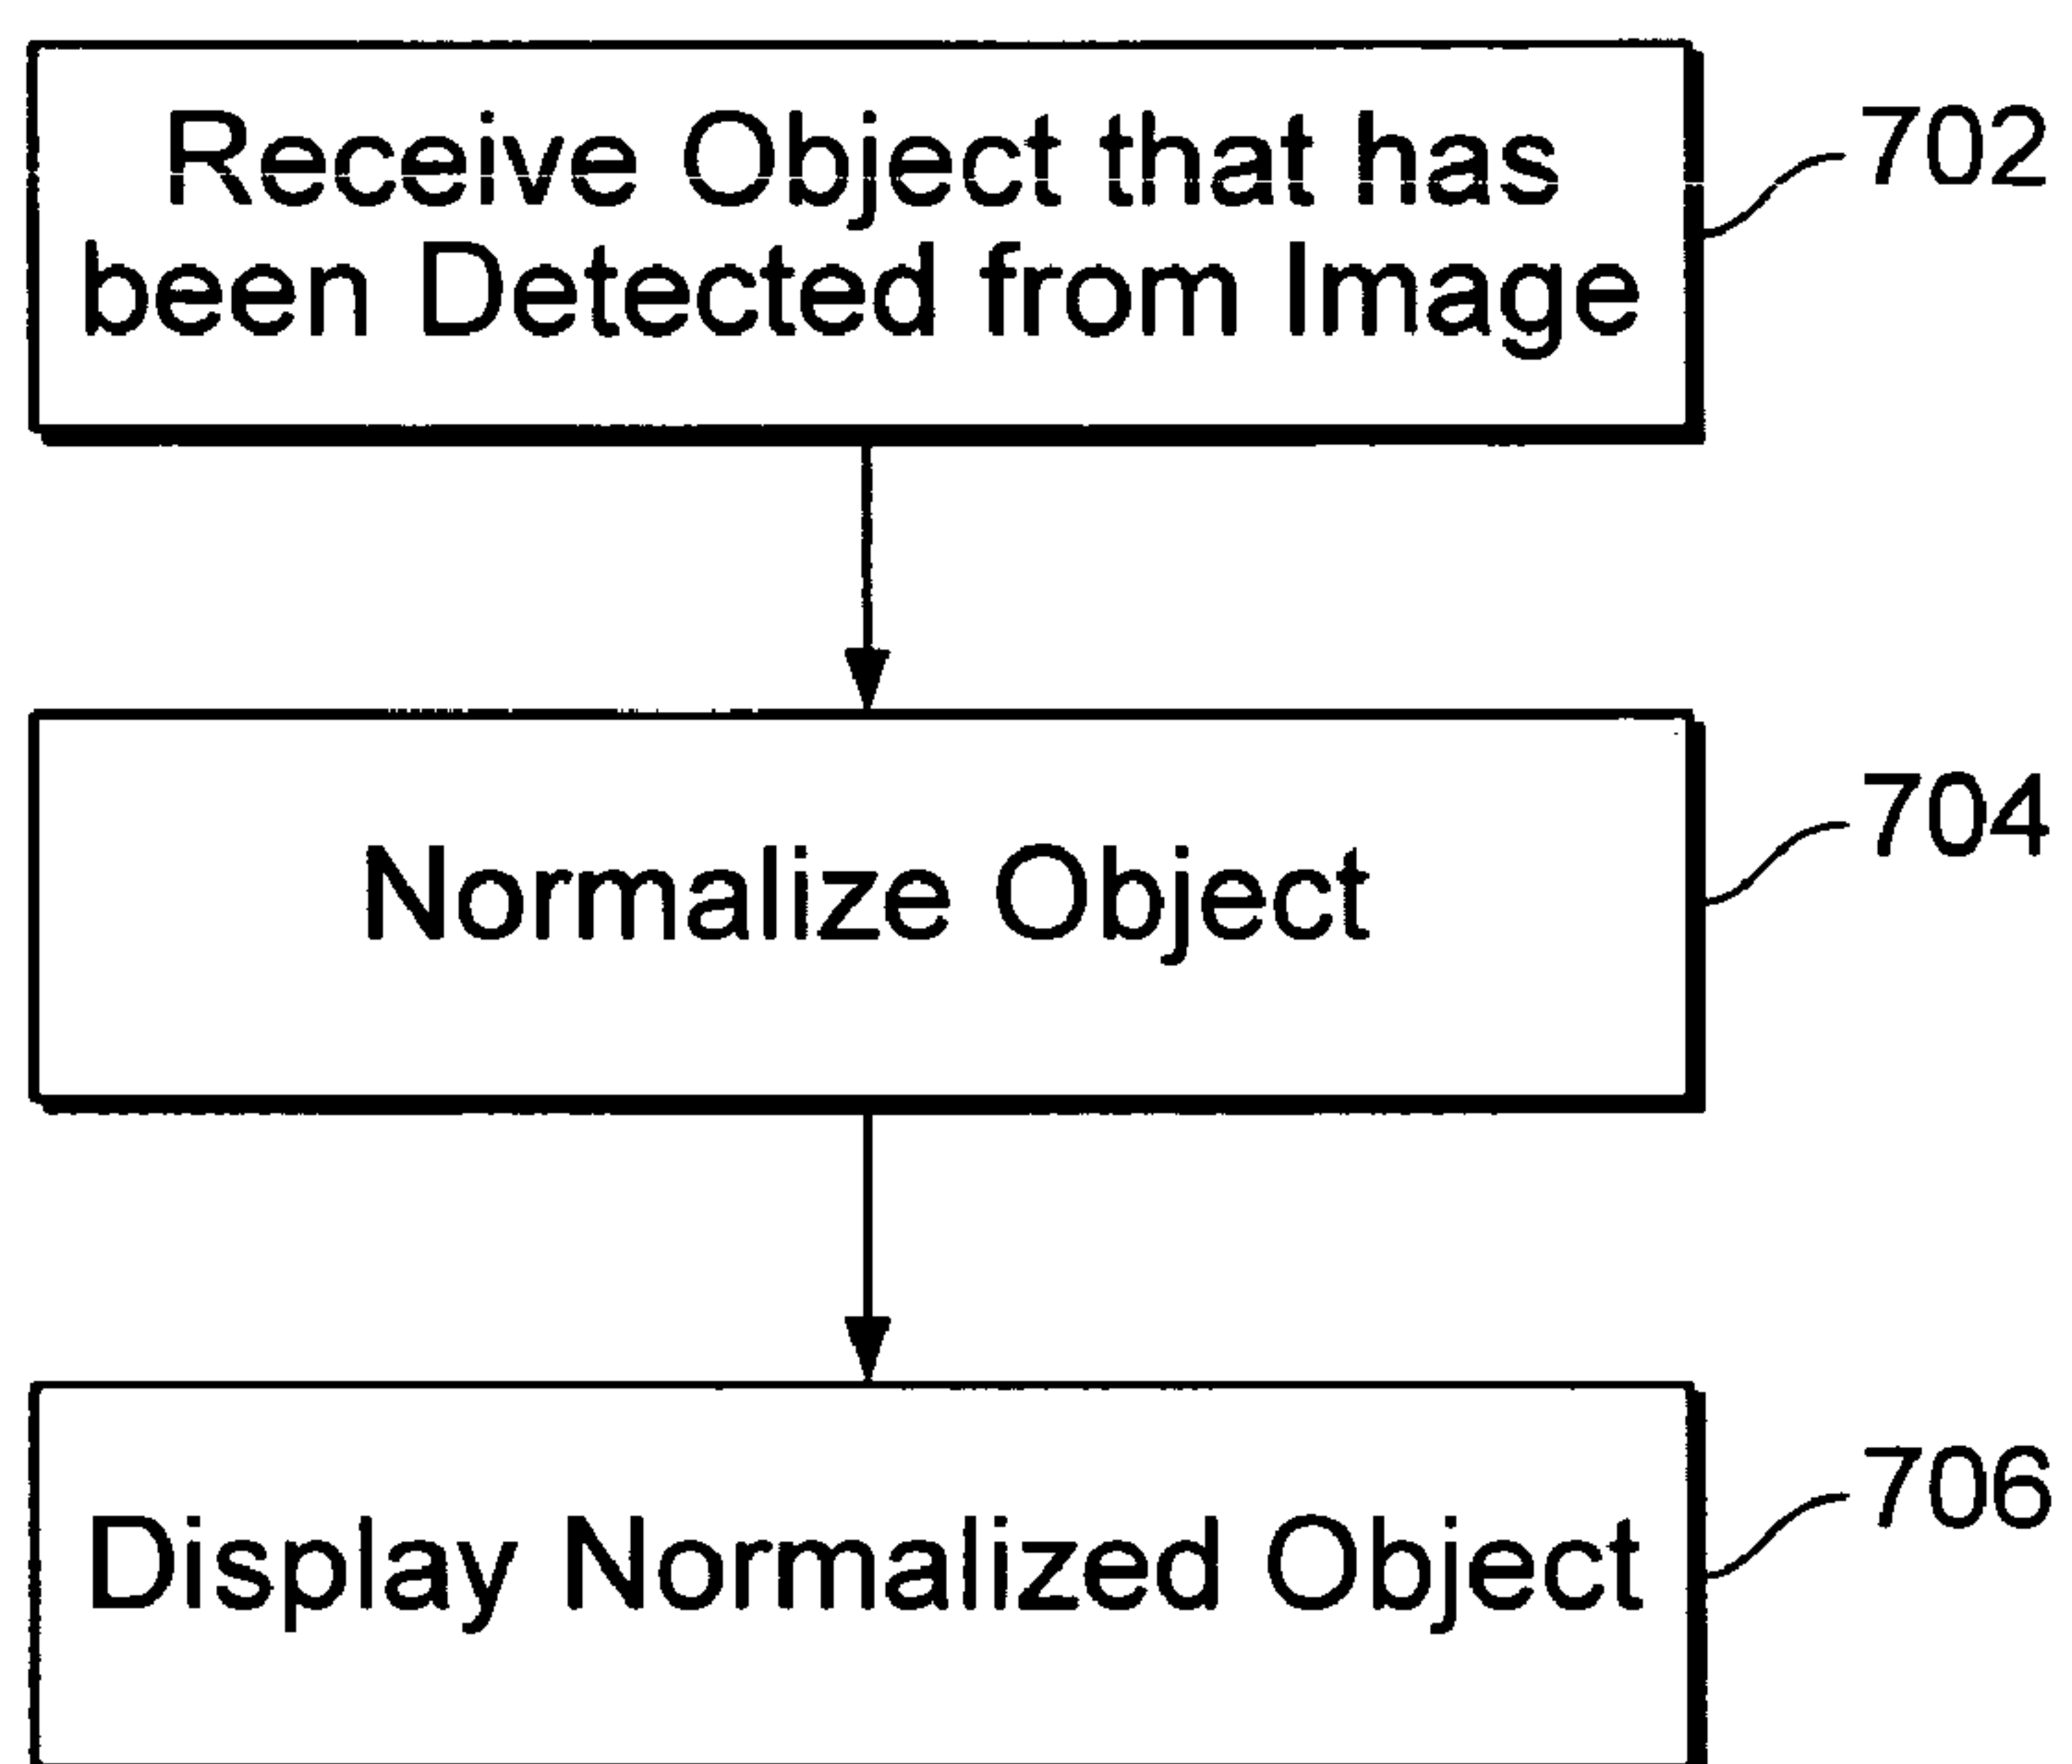 Receive Object that has
been Detected from Image
702
Normalize Object
704
Display Normalized Object
706